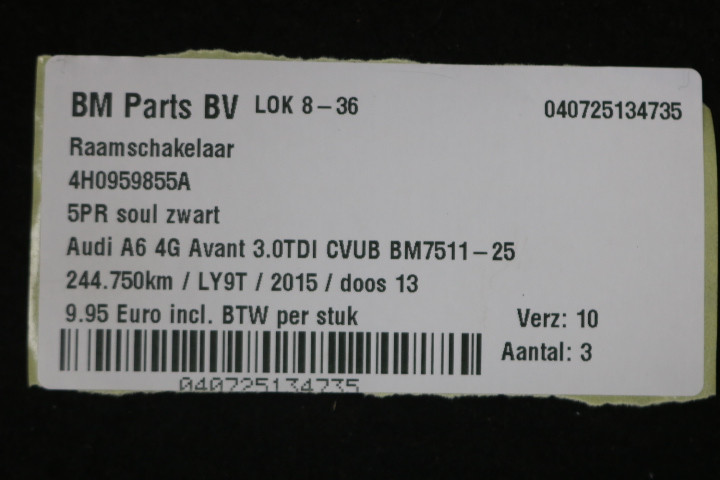 BM Parts BV LOK 8-36 040725134735
Raamschakelaar
4H0959855A
5PR soul zwart
Audi A6 4G Avant 3.0TDI CVUB BM7511-25
244.750km / LY9T / 2015 / doos 13
9.95 Euro incl. BTW per stuk Verz: 10
Aantal: 3
040725134735